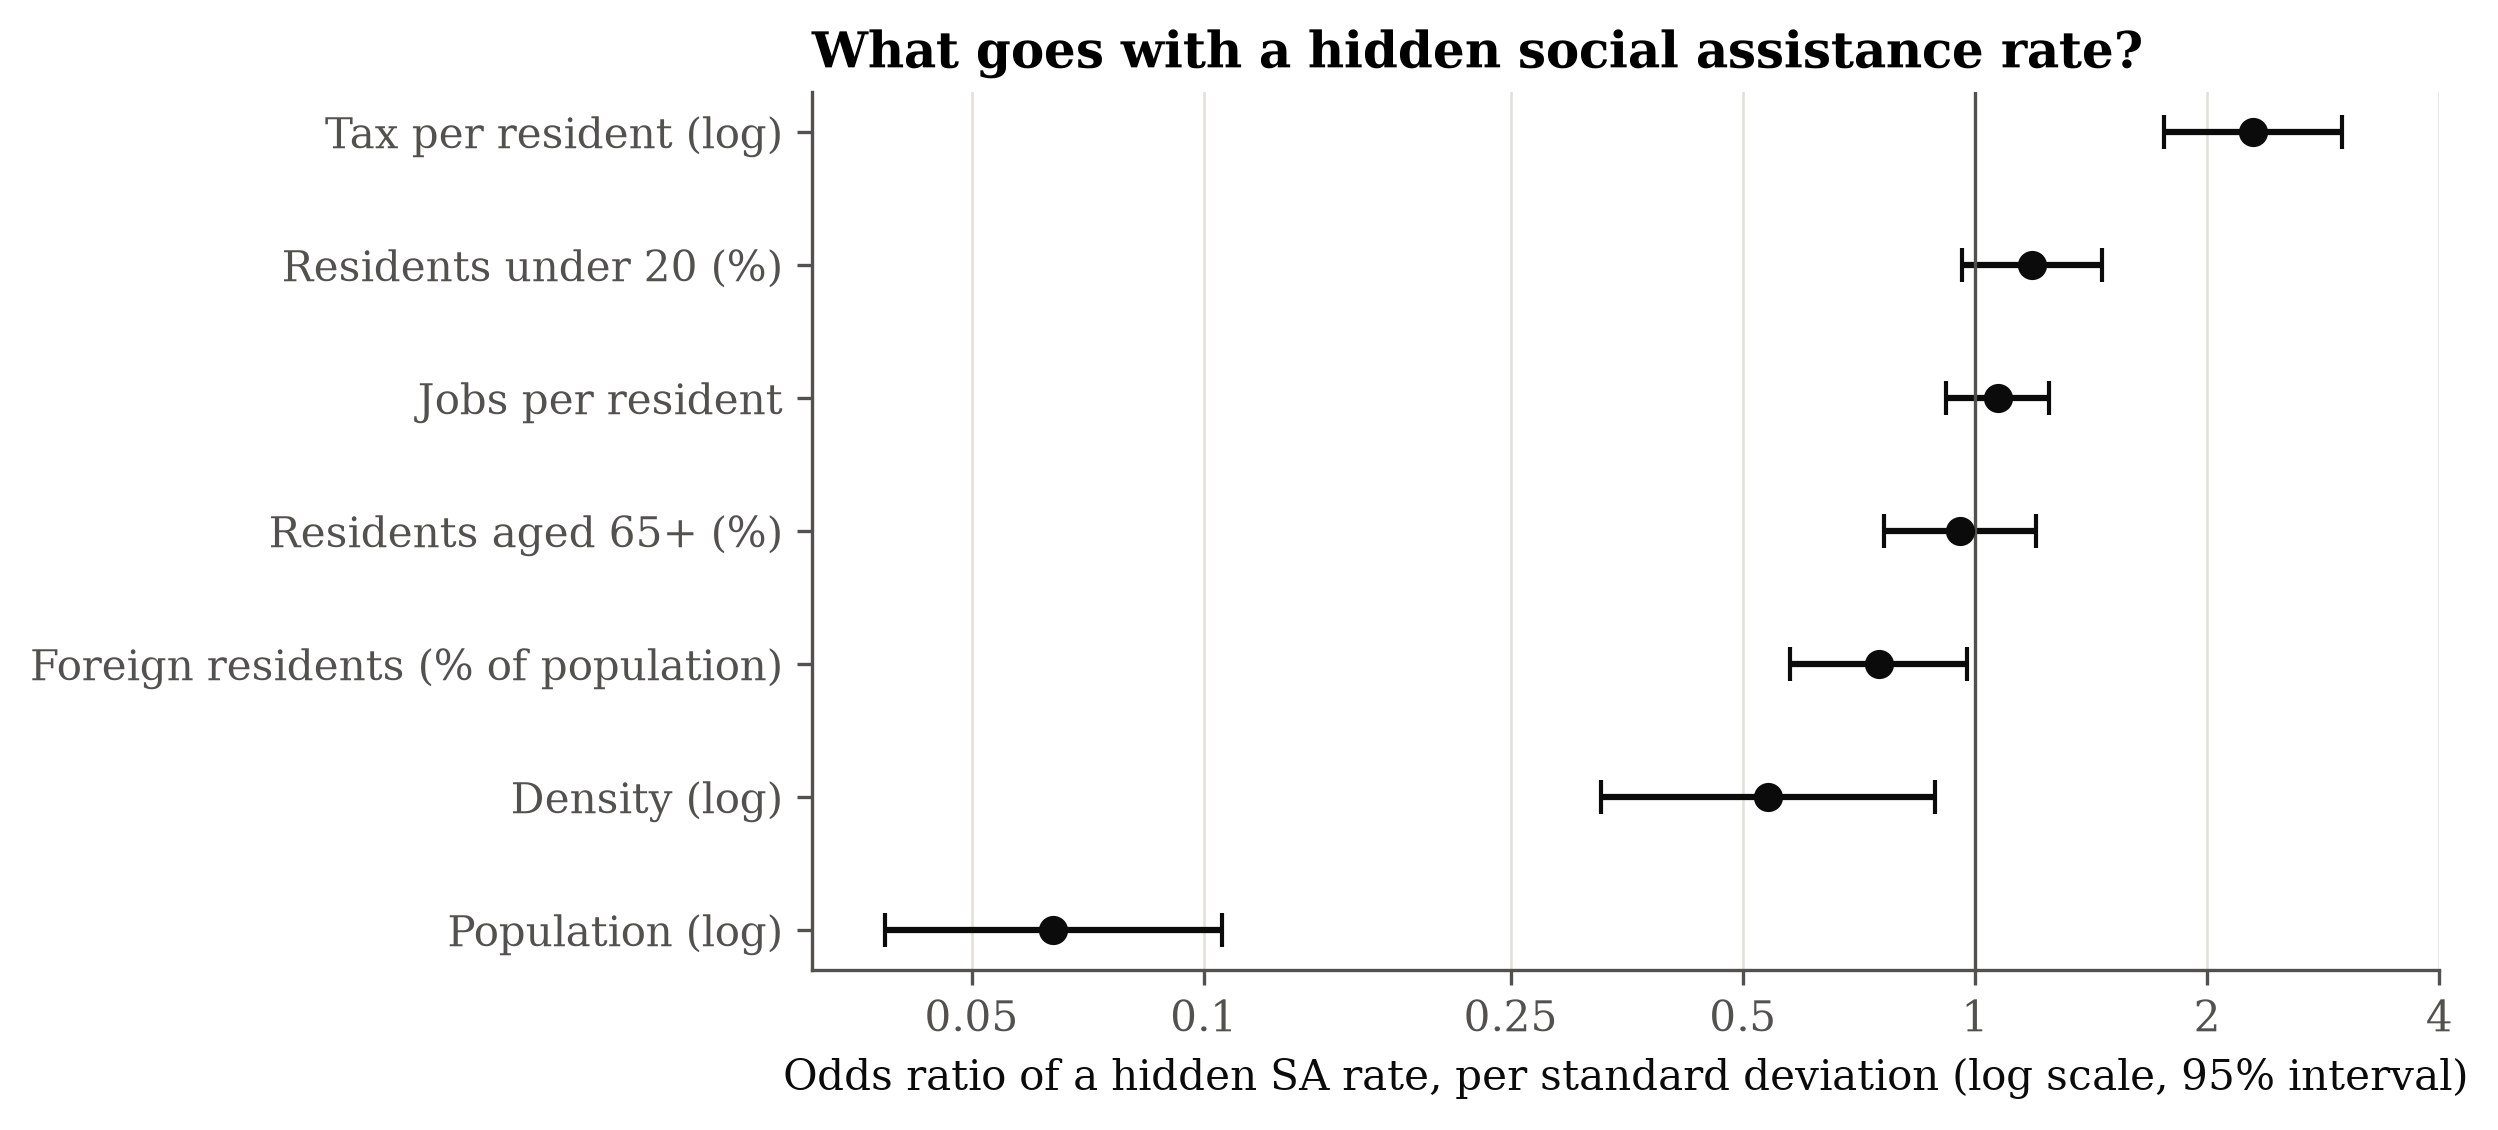 What goes with a hidden social assistance rate?
Tax per resident (log)
Residents under 20 (%)
Jobs per resident
Residents aged 65+ (%)
Foreign residents (% of population)
Density (log)
Population (log)
0.05 0.1 0.25 0.5 1 2 4
Odds ratio of a hidden SA rate, per standard deviation (log scale, 95% interval)